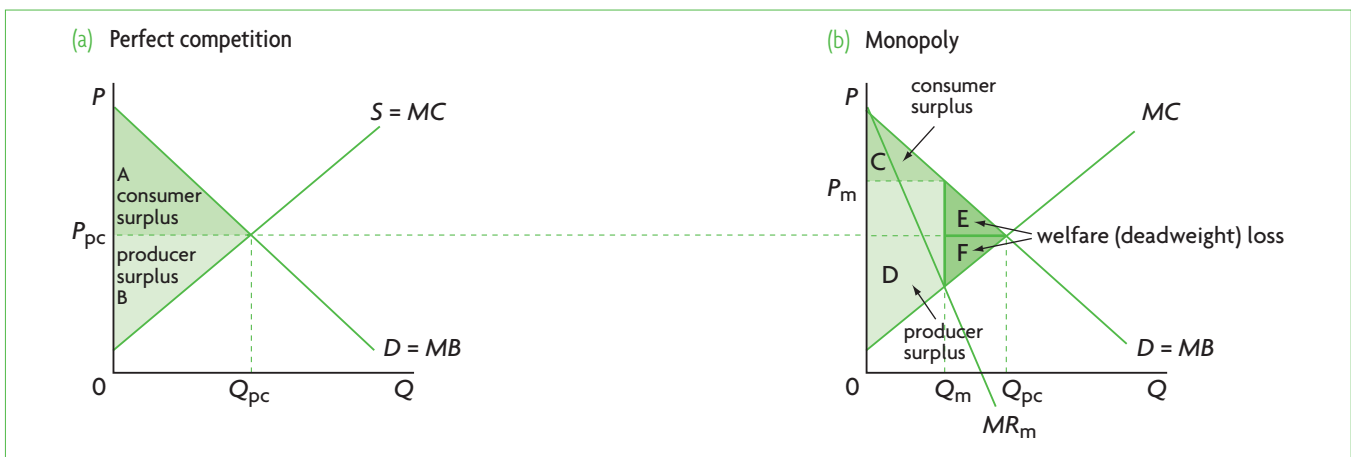 (a) Perfect competition
P
S = MC
A
consumer
surplus
Ppc
producer
surplus
B
D = MB
0
Qpc
Q
(b) Monopoly
P
consumer
surplus
MC
C
Pm
E
welfare (deadweight) loss
F
D
producer
surplus
D = MB
0
Qm
Qpc
Q
MRm